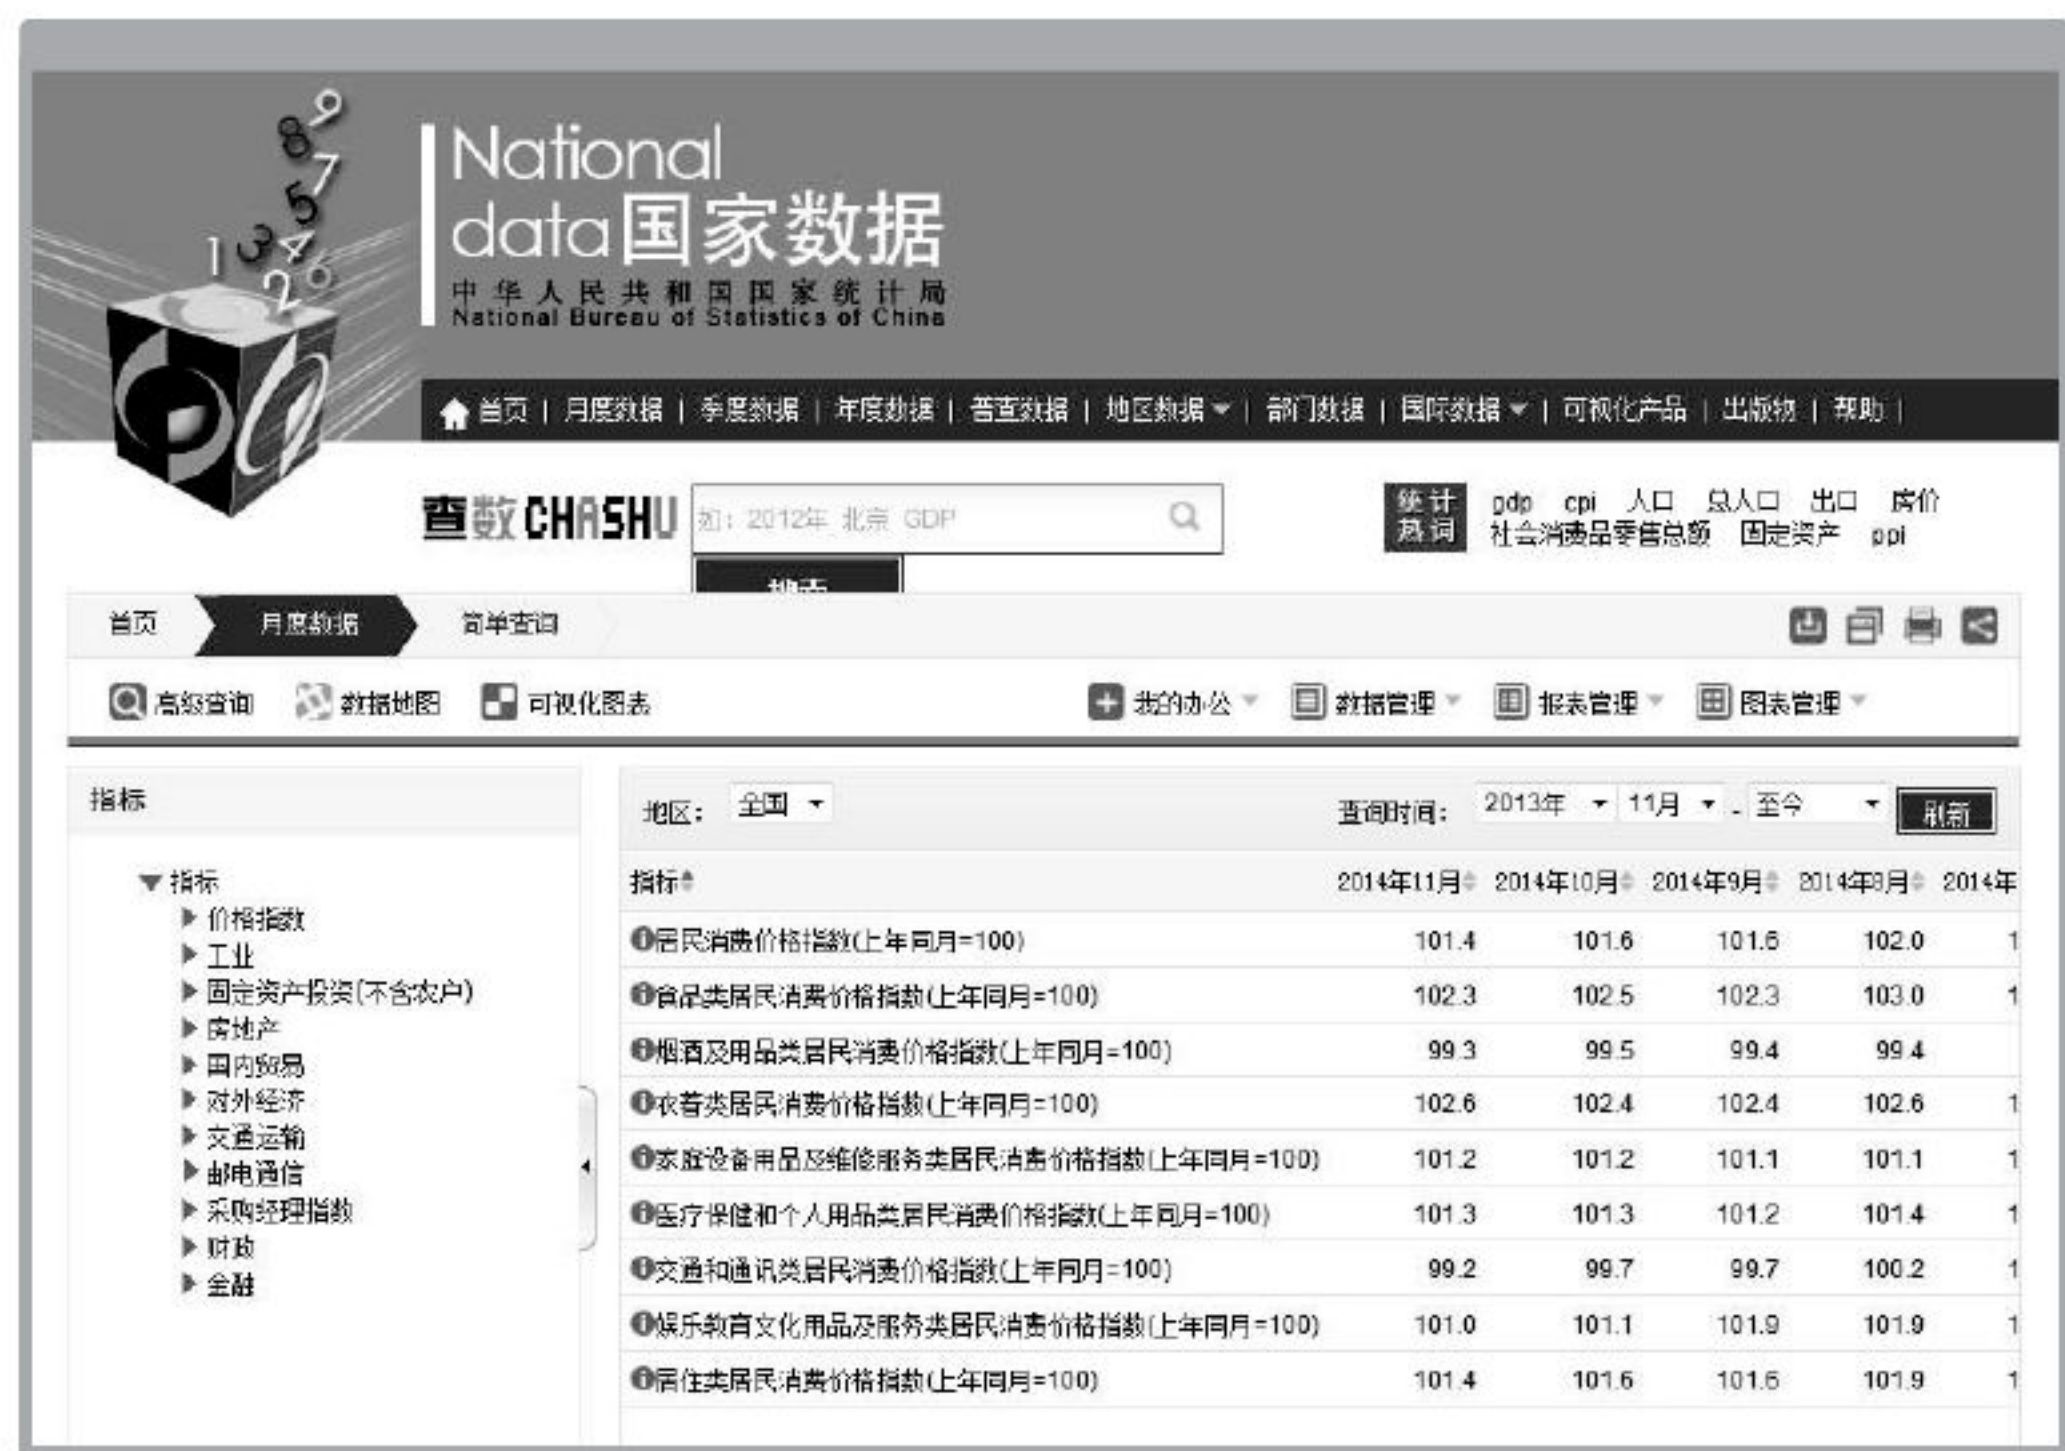 National
data国家数据
中华人民共和国国家统计局
National Bureau of Statistics of China
首页 | 月度数据 | 季度数据 | 年度数据 | 普查数据 | 地区数据 | 部门数据 | 国际数据 | 可视化产品 | 出版物 | 帮助 |
查数 CHASHU 如：2012年 北京 GDP
统计热词 gdp cpi 人口 总人口 出口 房价
社会消费品零售总额 固定资产 ppi
搜索
首页 月度数据 简单查询
高级查询 数据地图 可视化图表 我的办公 数据管理 报表管理 图表管理
指标
指标
价格指数
工业
固定资产投资(不含农户)
房地产
国内贸易
对外经济
交通运输
邮电通信
采购经理指数
财政
金融
地区： 全国 查询时间： 2013年 11月 - 至今 刷新
指标 2014年11月 2014年10月 2014年9月 2014年8月 2014年
居民消费价格指数(上年同月=100) 101.4 101.6 101.6 102.0 1
食品类居民消费价格指数(上年同月=100) 102.3 102.5 102.3 103.0 1
烟酒及用品类居民消费价格指数(上年同月=100) 99.3 99.5 99.4 99.4
衣着类居民消费价格指数(上年同月=100) 102.6 102.4 102.4 102.6 1
家庭设备用品及维修服务类居民消费价格指数(上年同月=100) 101.2 101.2 101.1 101.1 1
医疗保健和个人用品类居民消费价格指数(上年同月=100) 101.3 101.3 101.2 101.4 1
交通和通讯类居民消费价格指数(上年同月=100) 99.2 99.7 99.7 100.2 1
娱乐教育文化用品及服务类居民消费价格指数(上年同月=100) 101.0 101.1 101.9 101.9 1
居住类居民消费价格指数(上年同月=100) 101.4 101.6 101.6 101.9 1